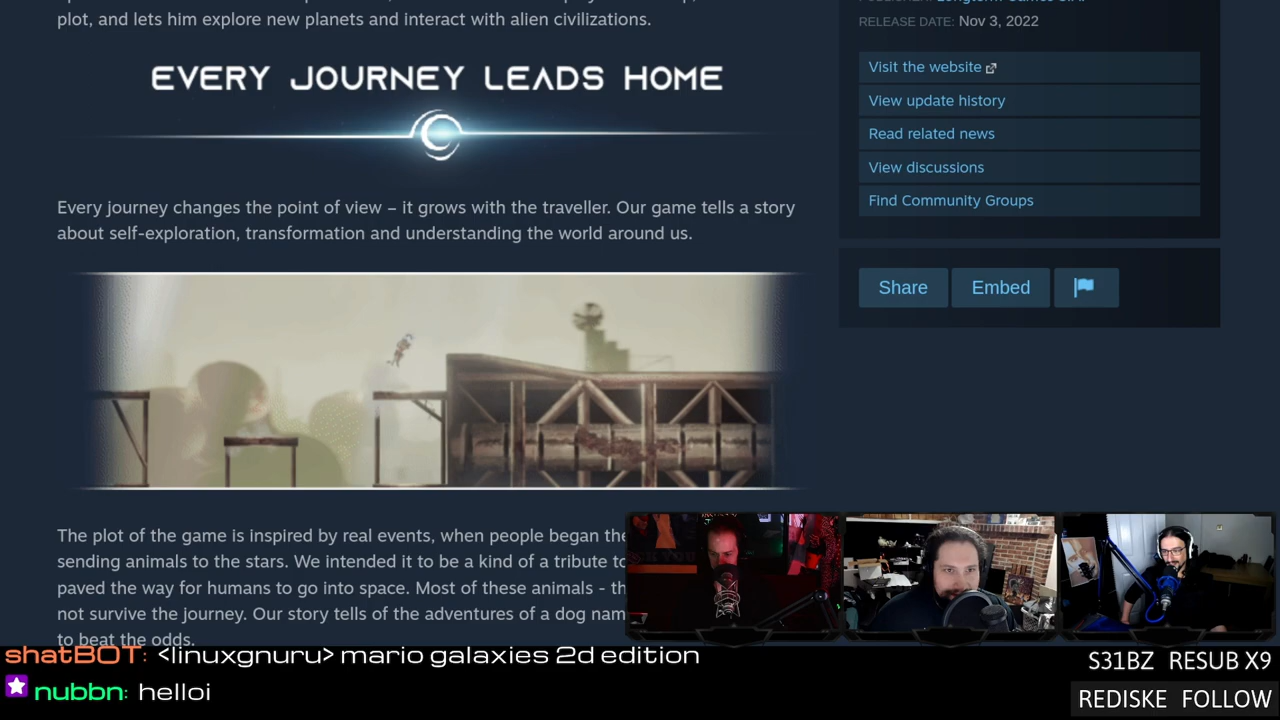 plot, and lets him explore new planets and interact with alien civilizations.
RELEASE DATE: Nov 3, 2022
Visit the website
EVERY JOURNEY LEADS HOME
View update history
Read related news
View discussions
Find Community Groups
Every journey changes the point of view – it grows with the traveller. Our game tells a story
about self-exploration, transformation and understanding the world around us.
Share Embed
The plot of the game is inspired by real events, when people began the
sending animals to the stars. We intended it to be a kind of a tribute to
paved the way for humans to go into space. Most of these animals - th
not survive the journey. Our story tells of the adventures of a dog nam
to beat the odds.
shatBOT: <linuxgnuru> mario galaxies 2d edition
nubbn: helloi
S31BZ RESUB X9
REDISKE FOLLOW